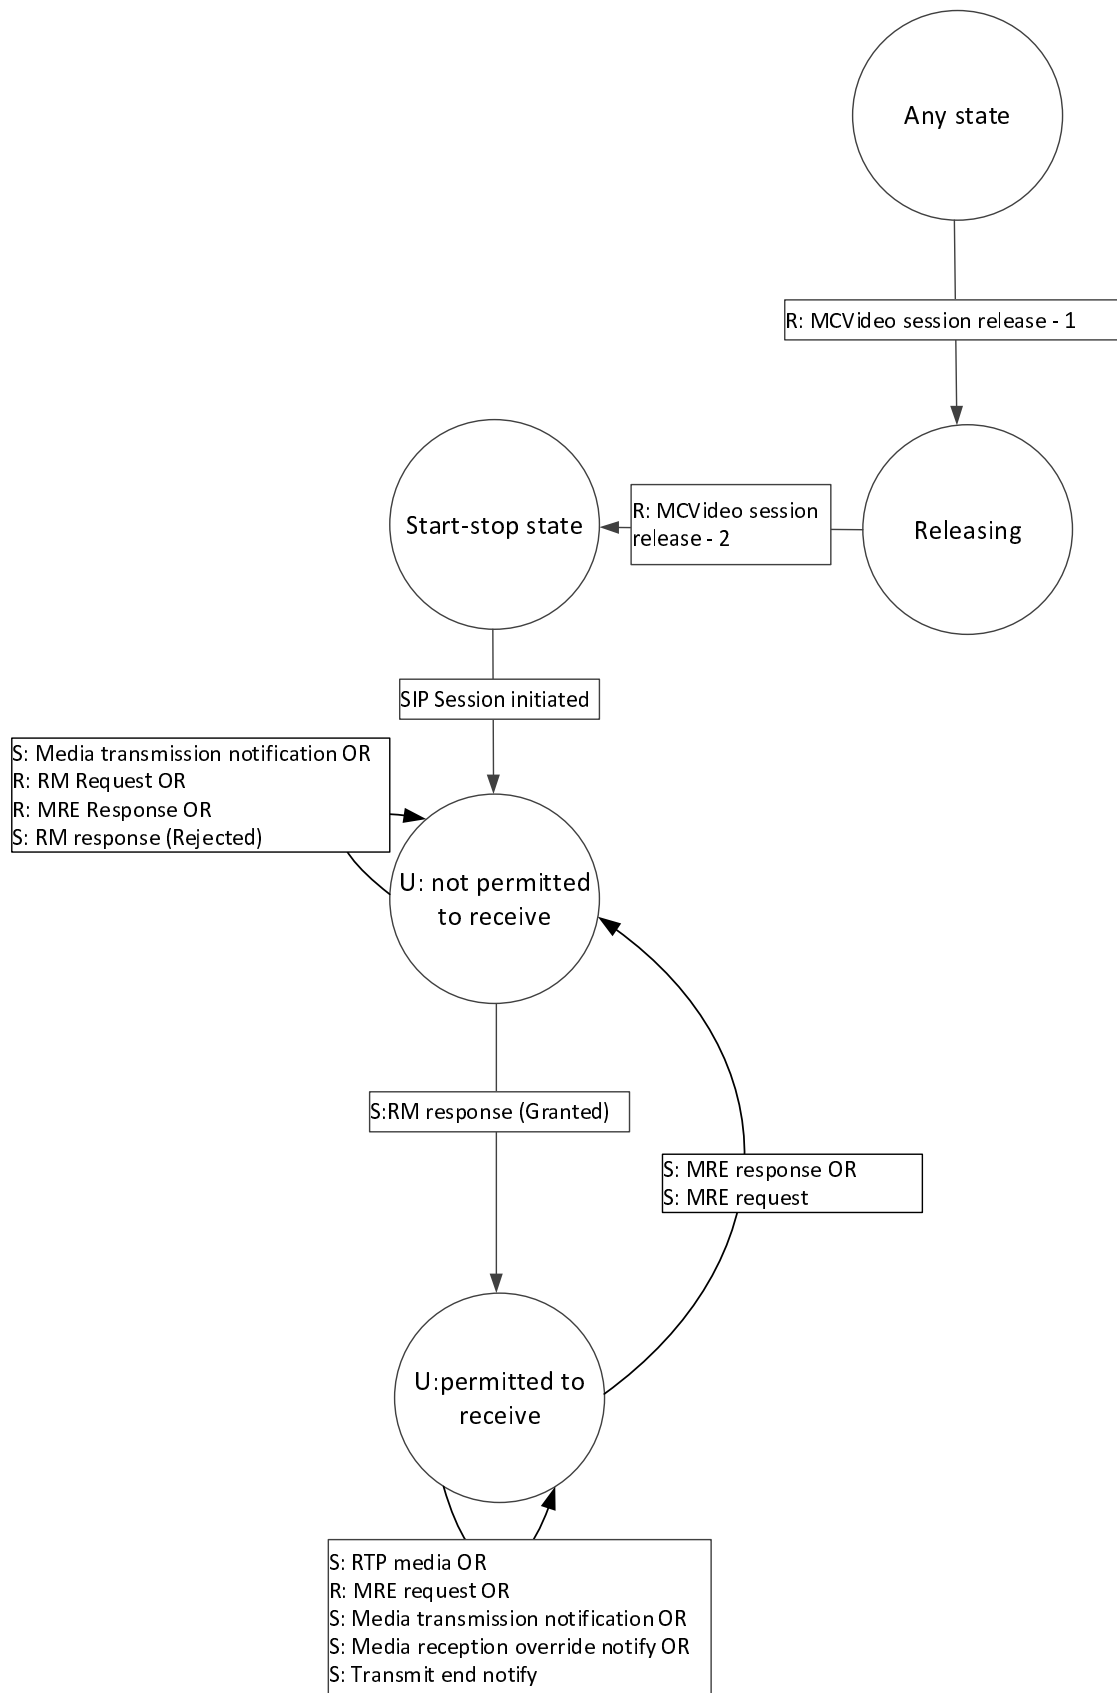 Any state
R: MCVideo session release - 1
Start-stop state
R: MCVideo session
release - 2
Releasing
SIP Session initiated
S: Media transmission notification OR
R: RM Request OR
R: MRE Response OR
S: RM response (Rejected)
U: not permitted
to receive
S:RM response (Granted)
S: MRE response OR
S: MRE request
U:permitted to
receive
S: RTP media OR
R: MRE request OR
S: Media transmission notification OR
S: Media reception override notify OR
S: Transmit end notify